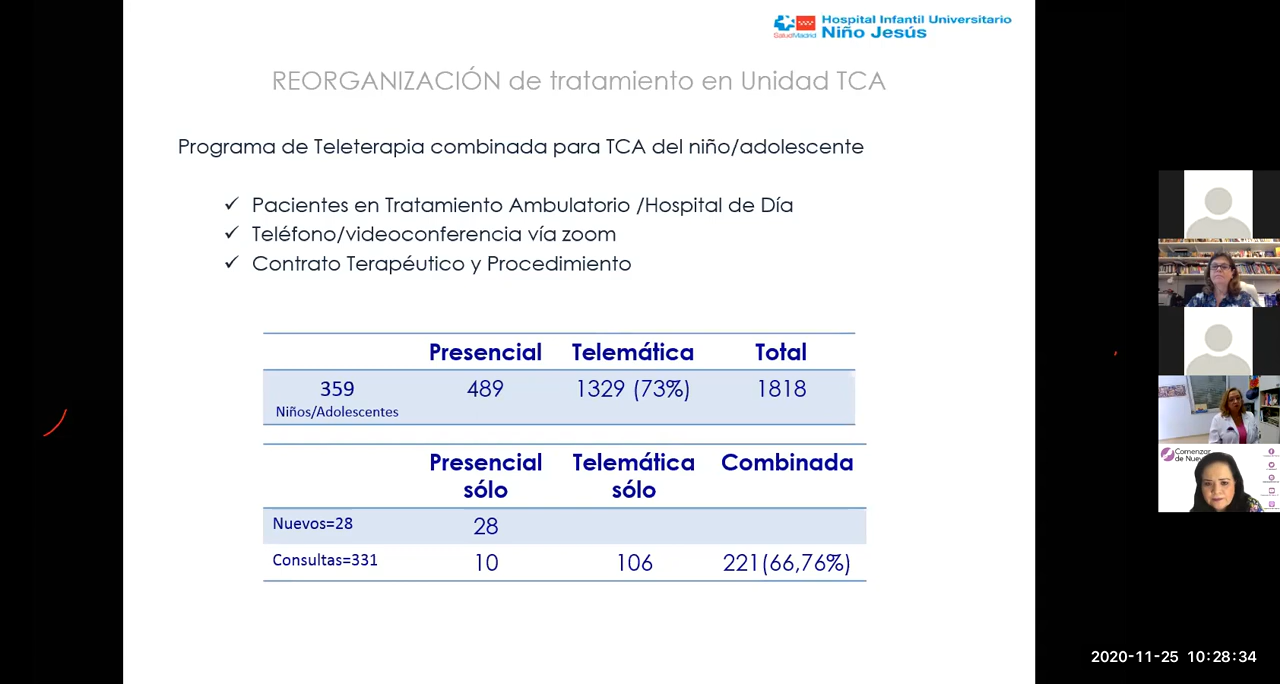 SaludMadrid
Hospital Infantil Universitario
Niño Jesús
REORGANIZACIÓN de tratamiento en Unidad TCA
Programa de Teleterapia combinada para TCA del niño/adolescente
✓ Pacientes en Tratamiento Ambulatorio /Hospital de Día
✓ Teléfono/videoconferencia vía zoom
✓ Contrato Terapéutico y Procedimiento
Presencial Telemática Total
359 489 1329 (73%) 1818
Niños/Adolescentes
Presencial Telemática Combinada
sólo sólo
Nuevos=28 28
Consultas=331 10 106 221(66,76%)
Comenzar
de Nuevo
2020-11-25 10:28:34